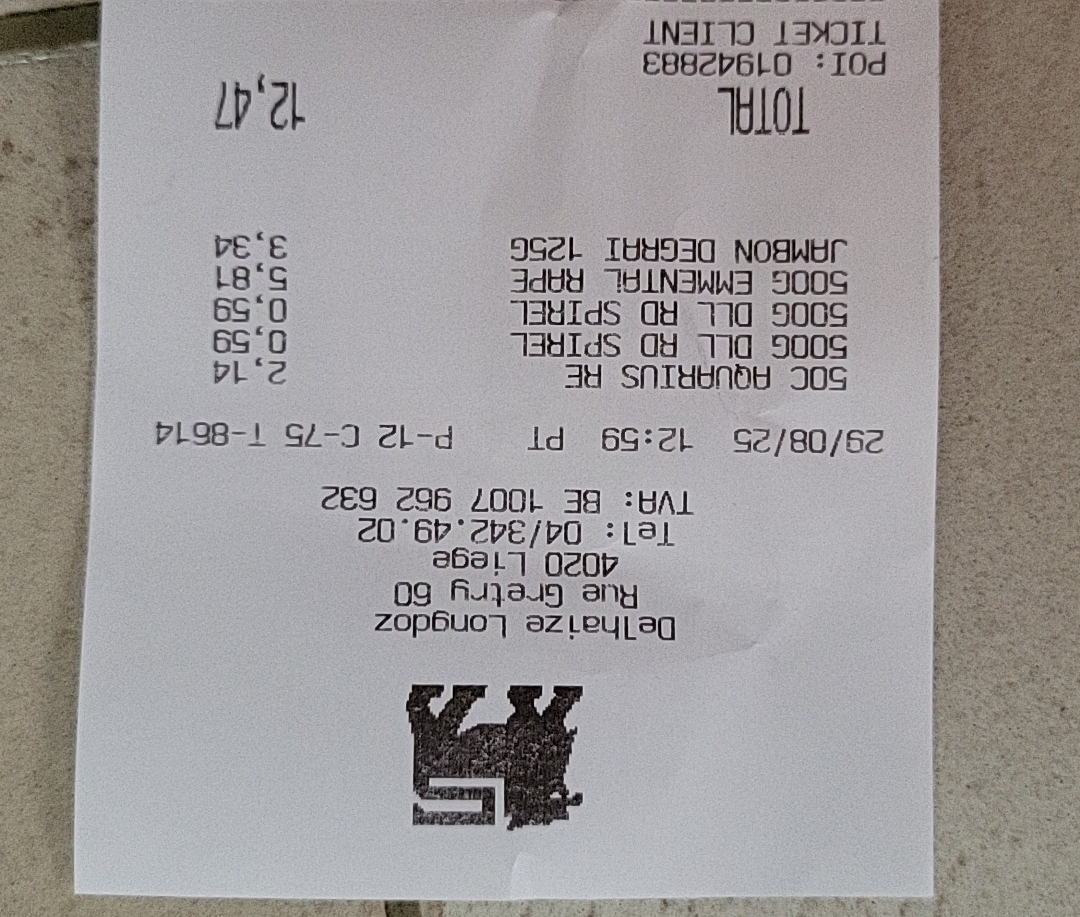 Delhaize Longdoz
Rue Gretry 60
4020 Liege
Tel: 04/342.49.02
TVA: BE 1007 962 632
29/08/25 12:59 PT P-12 C-75 T-8614
50C AQUARIUS RE 2,14
500G DLL RD SPIREL 0,59
500G DLL RD SPIREL 0,59
500G EMMENTAL RAPE 5,81
JAMBON DEGRAI 125G 3,34
TOTAL 12,47
POI: 01942883
TICKET CLIENT